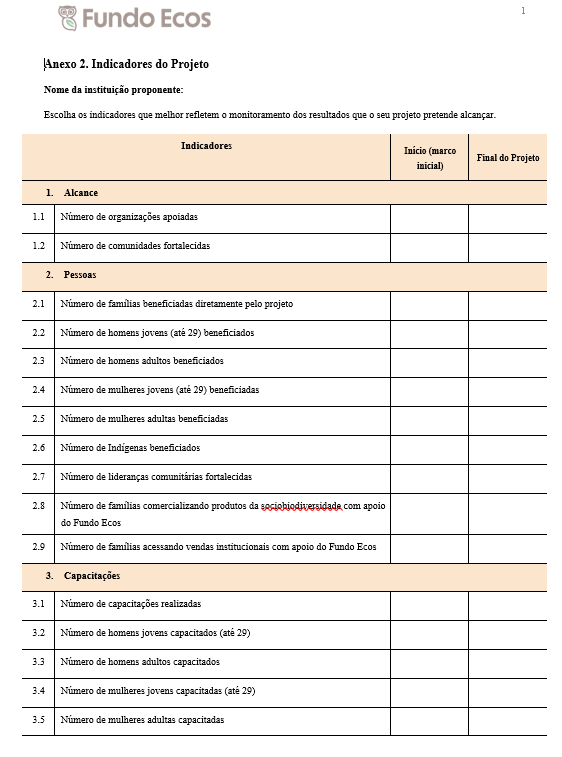 Fundo Ecos
1
Anexo 2. Indicadores do Projeto
Nome da instituição proponente:
Escolha os indicadores que melhor refletem o monitoramento dos resultados que o seu projeto pretende alcançar.
Indicadores
Início (marco
inicial)
Final do Projeto
1. Alcance
1.1 Número de organizações apoiadas
1.2 Número de comunidades fortalecidas
2. Pessoas
2.1 Número de famílias beneficiadas diretamente pelo projeto
2.2 Número de homens jovens (até 29) beneficiados
2.3 Número de homens adultos beneficiados
2.4 Número de mulheres jovens (até 29) beneficiadas
2.5 Número de mulheres adultas beneficiadas
2.6 Número de Indígenas beneficiados
2.7 Número de lideranças comunitárias fortalecidas
2.8 Número de famílias comercializando produtos da sociobiodiversidade com apoio
do Fundo Ecos
2.9 Número de famílias acessando vendas institucionais com apoio do Fundo Ecos
3. Capacitações
3.1 Número de capacitações realizadas
3.2 Número de homens jovens capacitados (até 29)
3.3 Número de homens adultos capacitados
3.4 Número de mulheres jovens capacitadas (até 29)
3.5 Número de mulheres adultas capacitadas